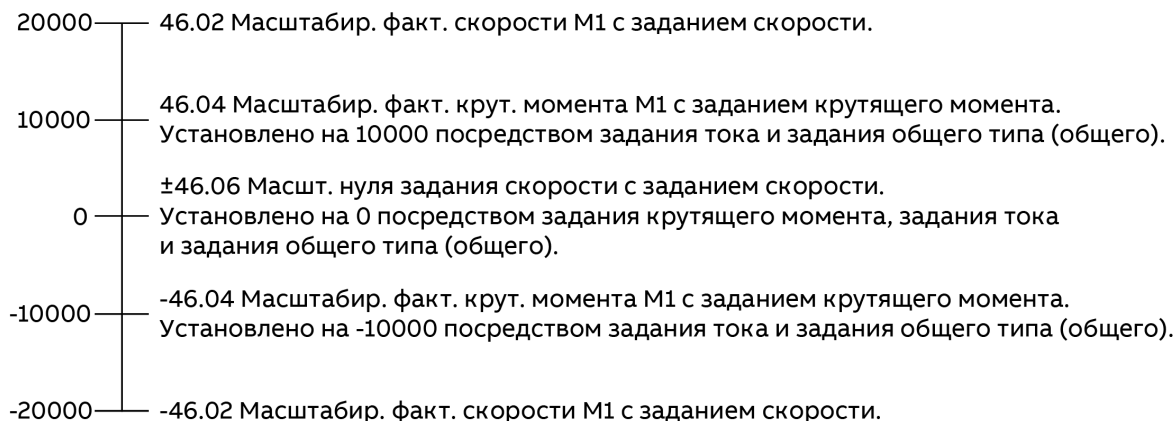 20000 46.02 Масштабир. факт. скорости М1 с заданием скорости.
46.04 Масштабир. факт. крут. момента М1 с заданием крутящего момента.
10000
Установлено на 10000 посредством задания тока и задания общего типа (общего).
±46.06 Масшт. нуля задания скорости с заданием скорости.
0 Установлено на 0 посредством задания крутящего момента, задания тока
и задания общего типа (общего).
-46.04 Масштабир. факт. крут. момента М1 с заданием крутящего момента.
-10000
Установлено на -10000 посредством задания тока и задания общего типа (общего).
-20000 -46.02 Масштабир. факт. скорости М1 с заданием скорости.